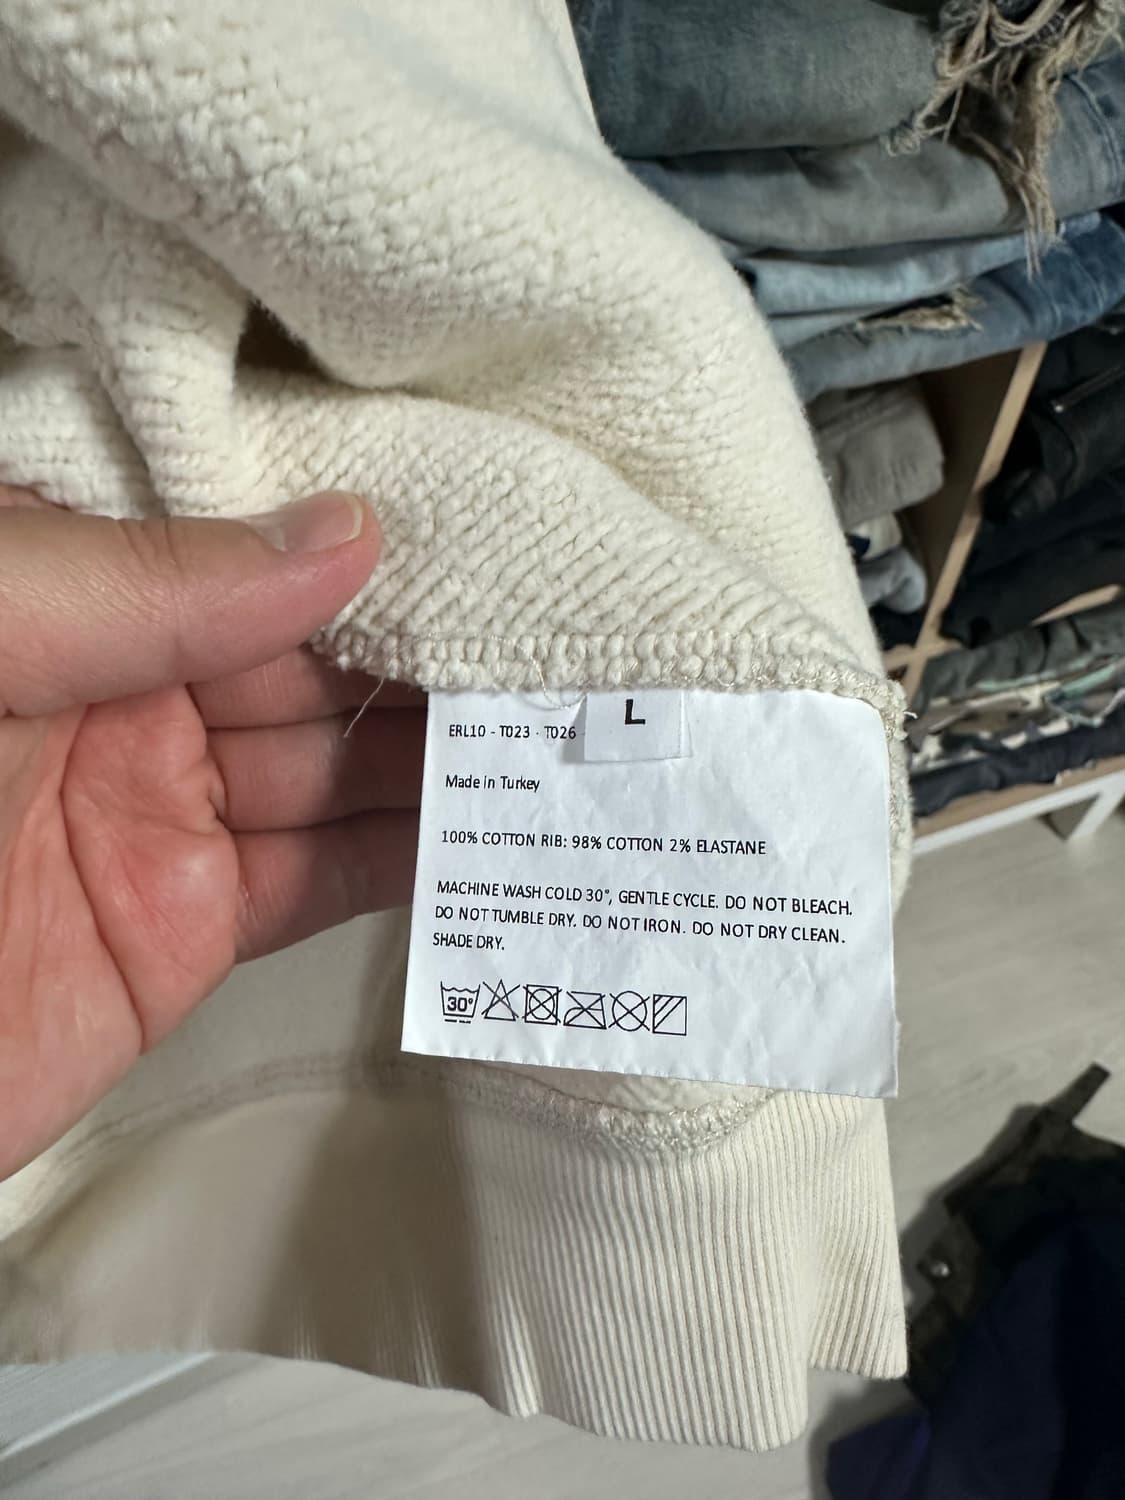 L
ERL10 - T023 - T026
Made in Turkey
100% COTTON RIB: 98% COTTON 2% ELASTANE
MACHINE WASH COLD 30°, GENTLE CYCLE. DO NOT BLEACH.
DO NOT TUMBLE DRY. DO NOT IRON. DO NOT DRY CLEAN.
SHADE DRY.
30°